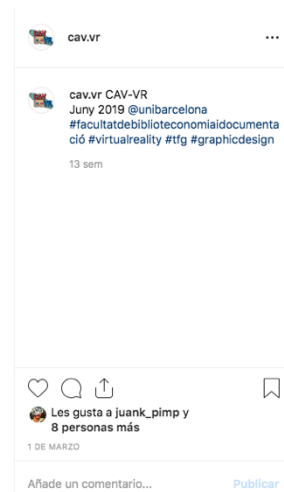 cav.vr
cav.vr CAV-VR
Juny 2019 @unibarcelona
#facultatdebiblioteconomiaidocumenta
ció #virtualreality #tfg #graphicdesign
13 sem
Les gusta a juank_pimp y
8 personas más
1 DE MARZO
Añade un comentario...
Publicar